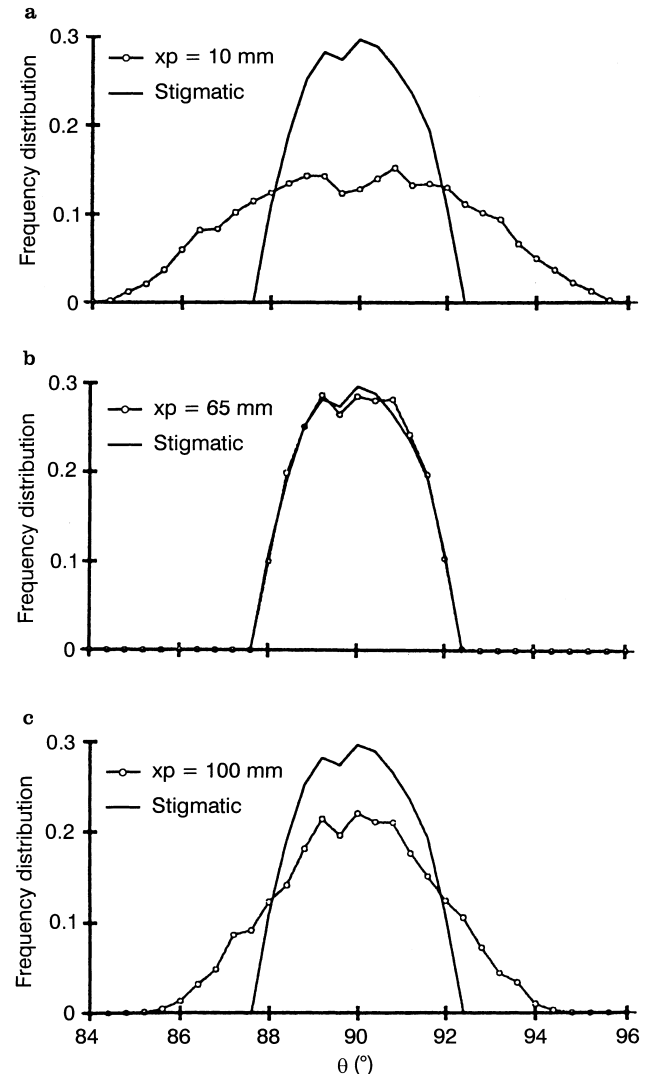 a
0.3
xp = 10 mm
Stigmatic
0.2
0.1
0
Frequency distribution
b
0.3
xp = 65 mm
Stigmatic
0.2
0.1
0
Frequency distribution
c
0.3
xp = 100 mm
Stigmatic
0.2
0.1
0
Frequency distribution
84 86 88 90 92 94 96
θ (°)